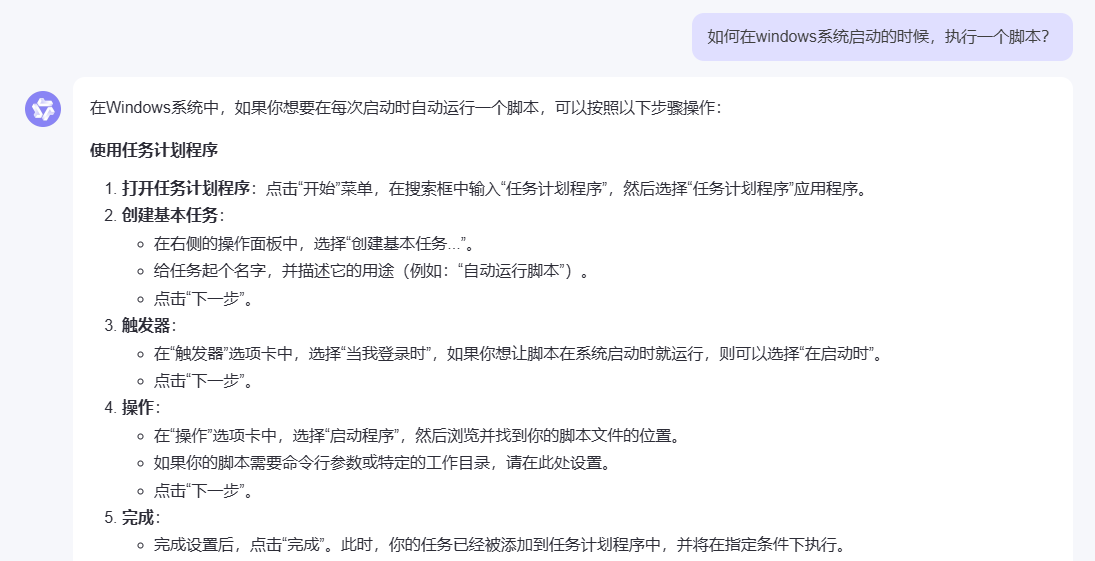 如何在windows系统启动的时候，执行一个脚本？
在Windows系统中，如果你想要在每次启动时自动运行一个脚本，可以按照以下步骤操作：
使用任务计划程序
1. 打开任务计划程序：点击“开始”菜单，在搜索框中输入“任务计划程序”，然后选择“任务计划程序”应用程序。
2. 创建基本任务：
◦ 在右侧的操作面板中，选择“创建基本任务...”。
◦ 给任务起个名字，并描述它的用途（例如：“自动运行脚本”）。
◦ 点击“下一步”。
3. 触发器：
◦ 在“触发器”选项卡中，选择“当我登录时”，如果你想让脚本在系统启动时就运行，则可以选择“在启动时”。
◦ 点击“下一步”。
4. 操作：
◦ 在“操作”选项卡中，选择“启动程序”，然后浏览并找到你的脚本文件的位置。
◦ 如果你的脚本需要命令行参数或特定的工作目录，请在此处设置。
◦ 点击“下一步”。
5. 完成：
◦ 完成设置后，点击“完成”。此时，你的任务已经被添加到任务计划程序中，并将在指定条件下执行。